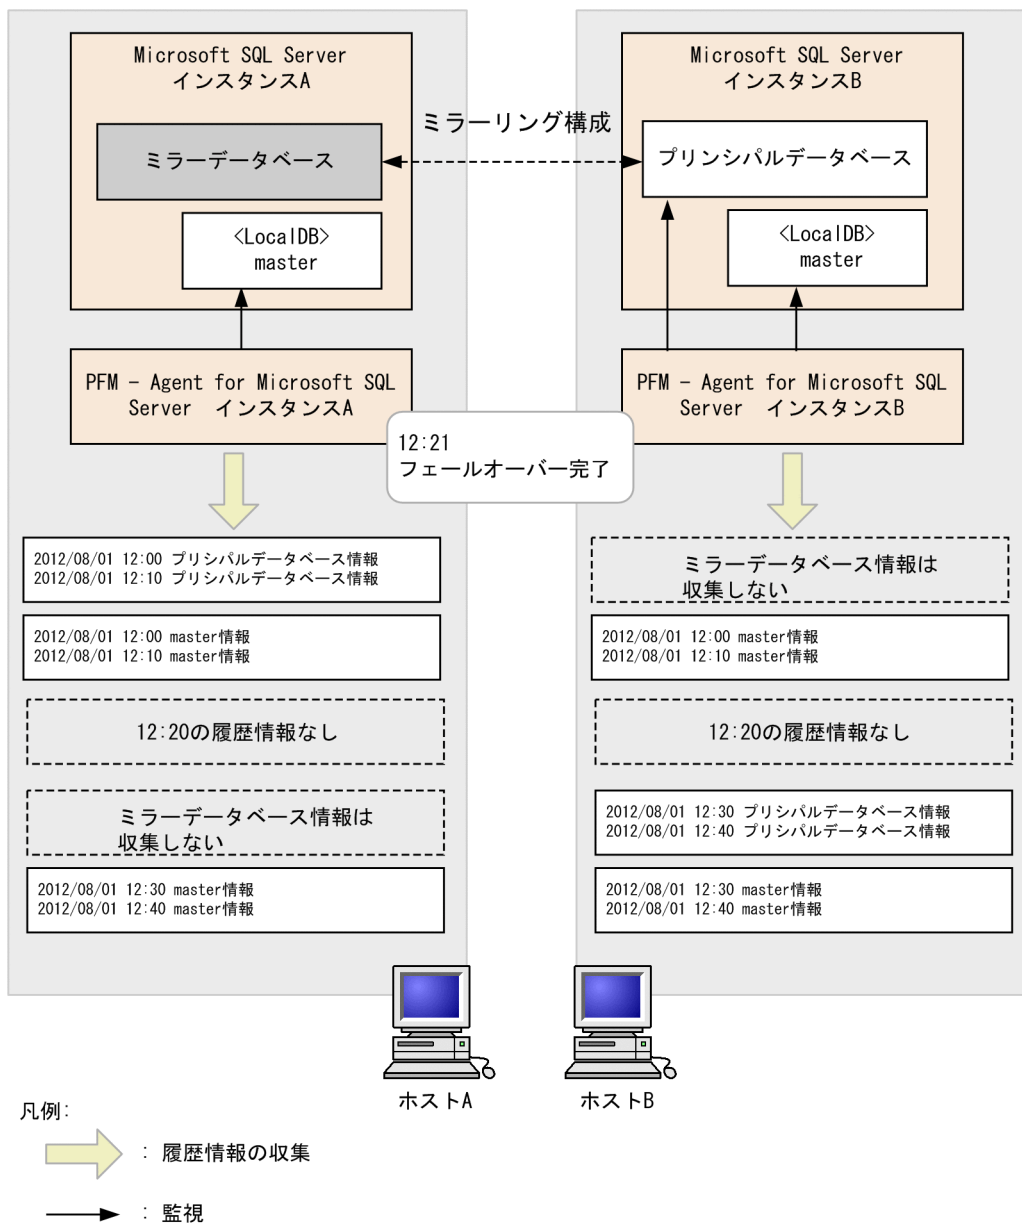 Microsoft SQL Server
インスタンスA
ミラーデータベース
<LocalDB>
master
PFM - Agent for Microsoft SQL
Server　インスタンスA
ミラーリング構成
Microsoft SQL Server
インスタンスB
プリンシパルデータベース
<LocalDB>
master
PFM - Agent for Microsoft SQL
Server　インスタンスB
12:21
フェールオーバー完了
2012/08/01 12:00 プリシパルデータベース情報
2012/08/01 12:10 プリシパルデータベース情報
2012/08/01 12:00 master情報
2012/08/01 12:10 master情報
12:20の履歴情報なし
ミラーデータベース情報は
収集しない
2012/08/01 12:30 master情報
2012/08/01 12:40 master情報
ミラーデータベース情報は
収集しない
2012/08/01 12:00 master情報
2012/08/01 12:10 master情報
12:20の履歴情報なし
2012/08/01 12:30 プリシパルデータベース情報
2012/08/01 12:40 プリシパルデータベース情報
2012/08/01 12:30 master情報
2012/08/01 12:40 master情報
ホストA
ホストB
凡例:
: 履歴情報の収集
: 監視